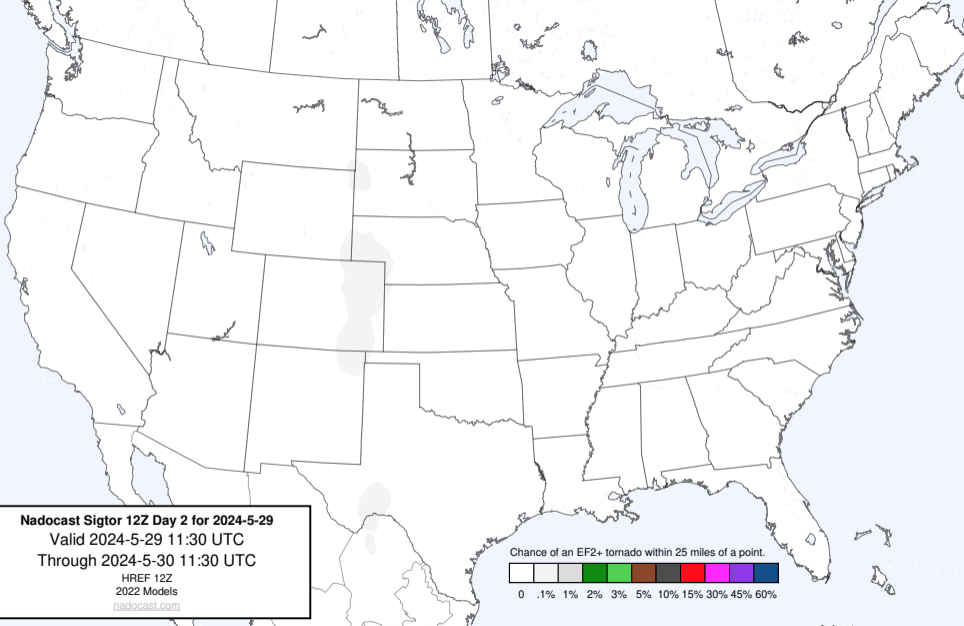 Nadocast Sigtor 12Z Day 2 for 2024-5-29
Valid 2024-5-29 11:30 UTC
Through 2024-5-30 11:30 UTC
HREF 12Z
2022 Models
nadocast.com
Chance of an EF2+ tornado within 25 miles of a point.
0 .1% 1% 2% 3% 5% 10% 15% 30% 45% 60%